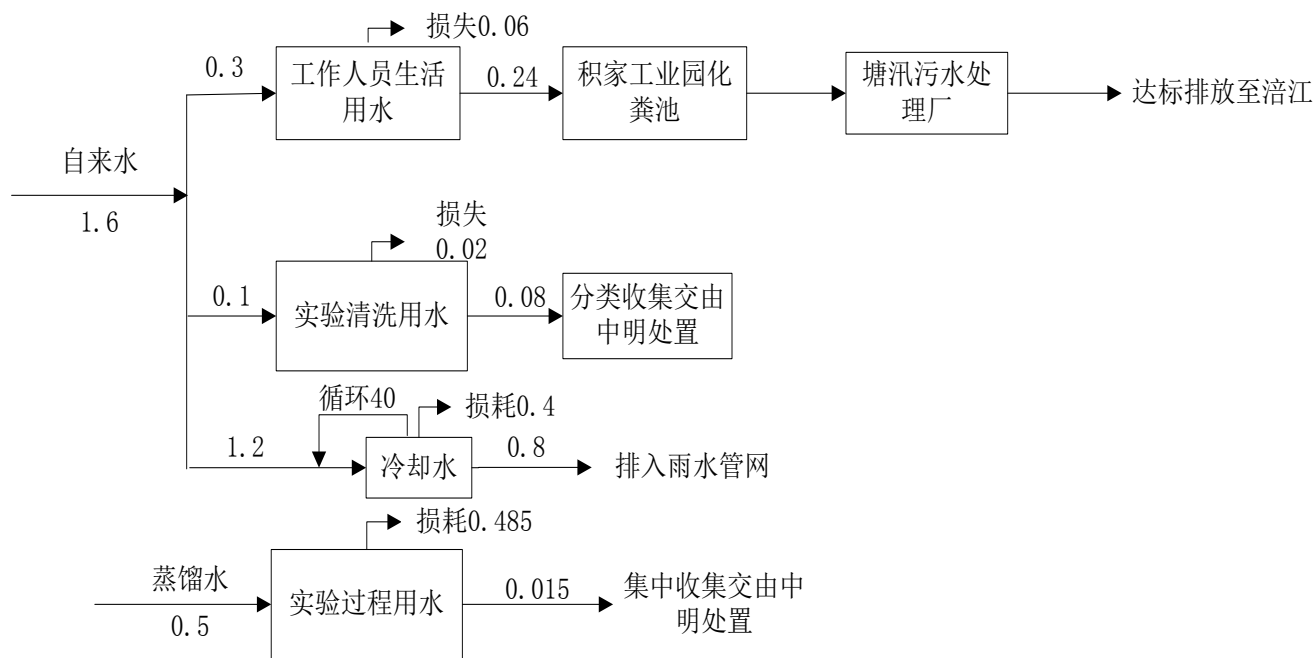 损失0.06
0.3
工作人员生活
用水
0.24
积家工业园化
粪池
塘汛污水处
理厂
达标排放至涪江
自来水
1.6
损失
0.02
0.1
实验清洗用水
0.08
分类收集交由
中明处置
循环40
损耗0.4
1.2
冷却水
0.8
排入雨水管网
损耗0.485
蒸馏水
0.5
实验过程用水
0.015
集中收集交由中
明处置